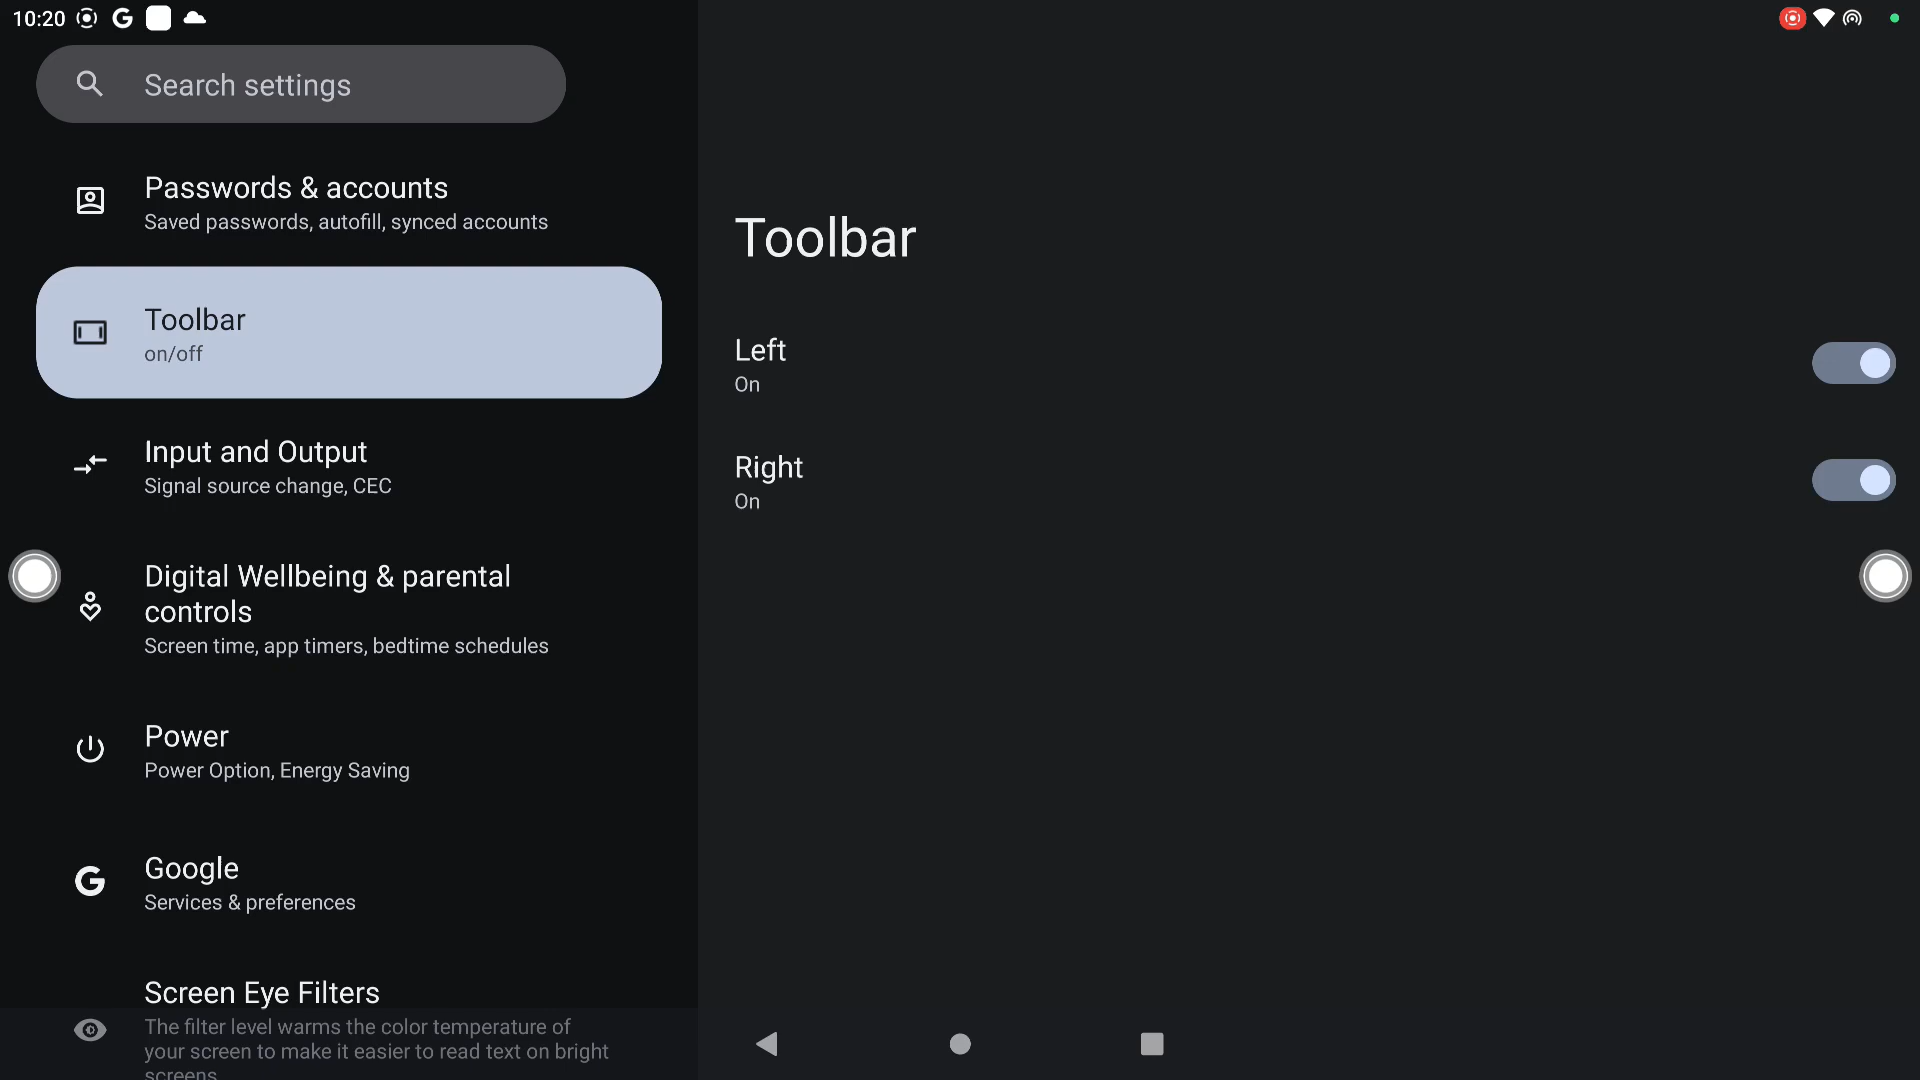 10:20
Search settings
Passwords & accounts
Saved passwords, autofill, synced accounts
Toolbar
on/off
Input and Output
Signal source change, CEC
Digital Wellbeing & parental
controls
Screen time, app timers, bedtime schedules
Power
Power Option, Energy Saving
Google
Services & preferences
Screen Eye Filters
The filter level warms the color temperature of
your screen to make it easier to read text on bright
screens
Toolbar
Left
On
Right
On